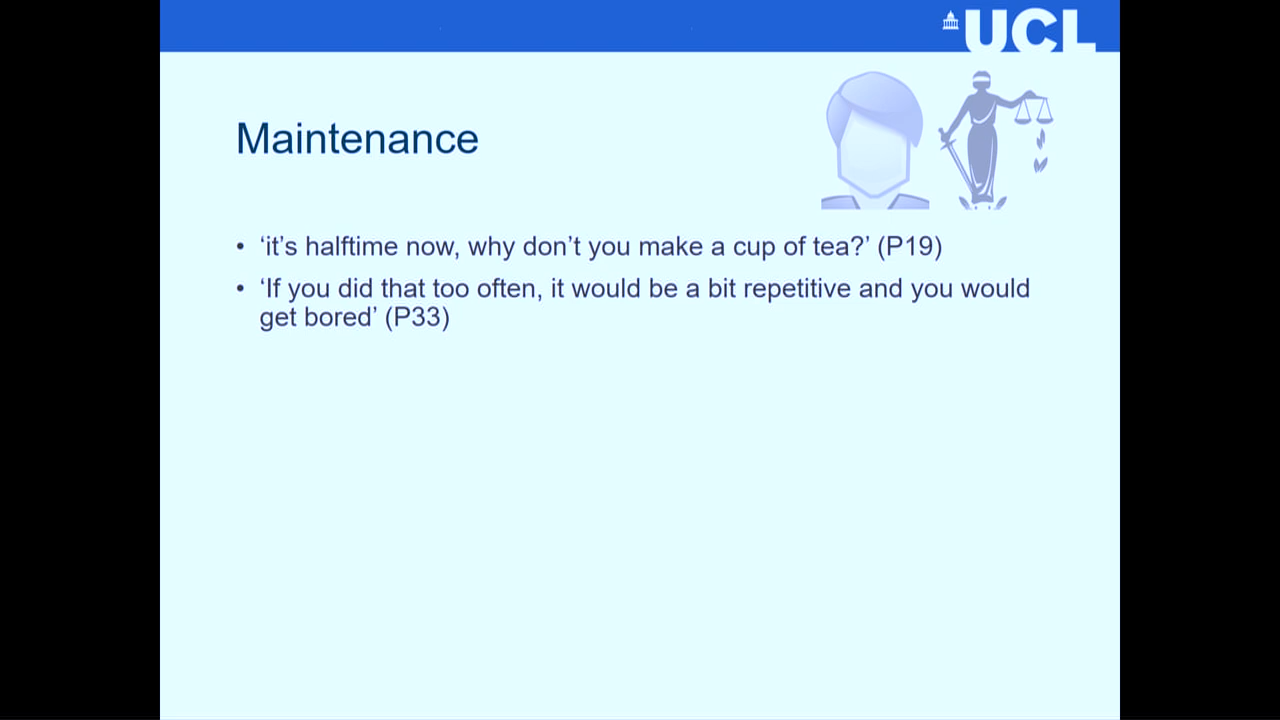 UCL
Maintenance
• ‘it’s halftime now, why don’t you make a cup of tea?’ (P19)
• ‘If you did that too often, it would be a bit repetitive and you would
get bored’ (P33)